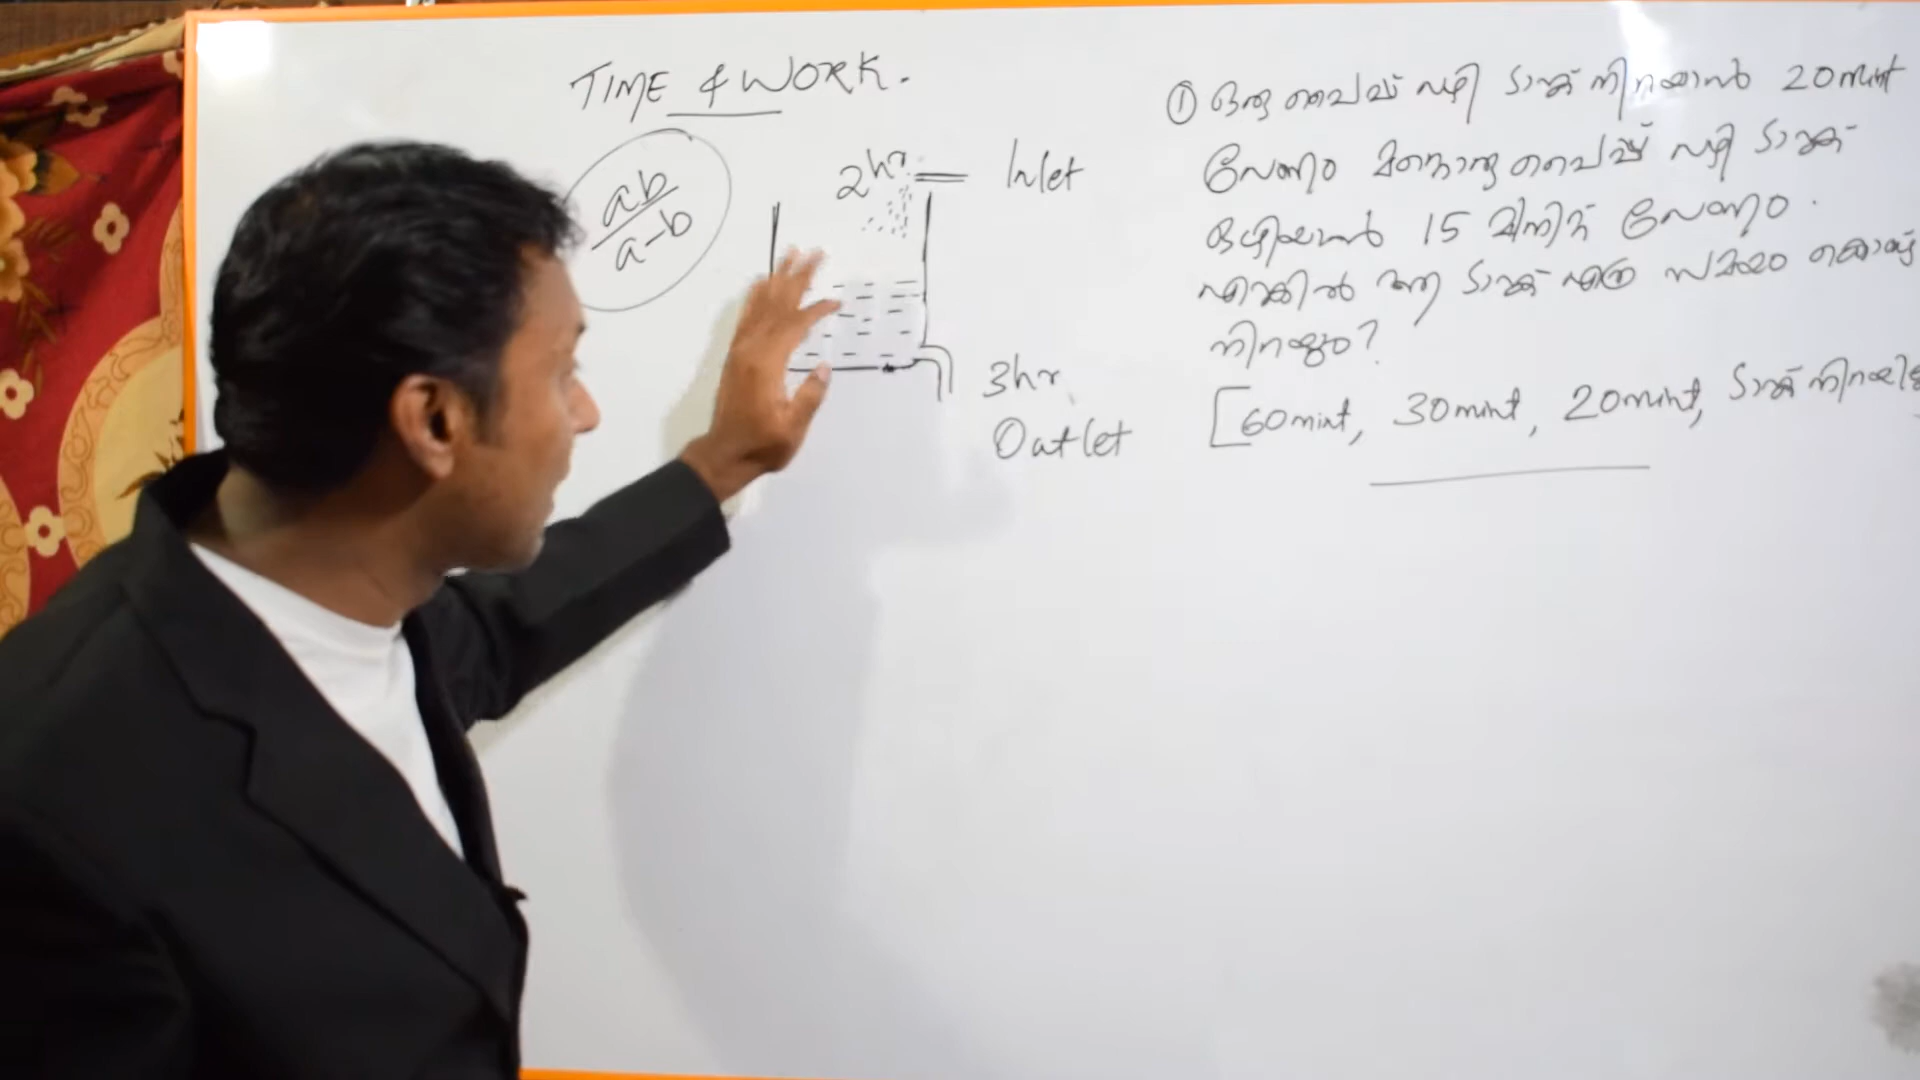 TIME & WORK.
ab
a-b
2hr
Inlet
3hr
Outlet
① ഒരു പൈപ്പ് വഴി ടാങ്ക് നിറയാൻ 20mint
വേണം മറ്റൊരു പൈപ്പ് വഴി ടാങ്ക്
ഒഴിയാൻ 15 മിനിറ്റ് വേണം.
എങ്കിൽ ആ ടാങ്ക് എത്ര സമയം കൊണ്ട്
നിറയും?
[60mint, 30mint, 20mint, ടാങ്ക്